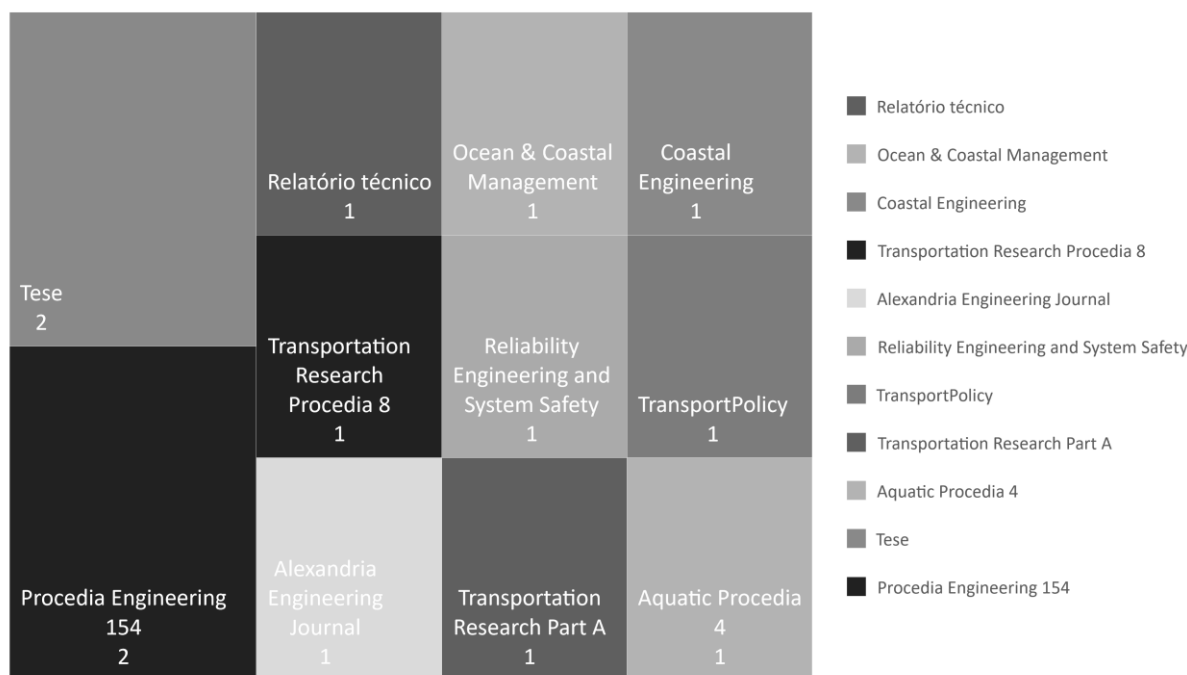 Tese
2
Procedia Engineering
154
2
Relatório técnico
1
Ocean & Coastal
Management
1
Coastal
Engineering
1
Transportation
Research
Procedia 8
1
Reliability
Engineering and
System Safety
1
TransportPolicy
1
Alexandria
Engineering
Journal
1
Transportation
Research Part A
1
Aquatic Procedia
4
1
Relatório técnico
Ocean & Coastal Management
Coastal Engineering
Transportation Research Procedia 8
Alexandria Engineering Journal
Reliability Engineering and System Safety
TransportPolicy
Transportation Research Part A
Aquatic Procedia 4
Tese
Procedia Engineering 154